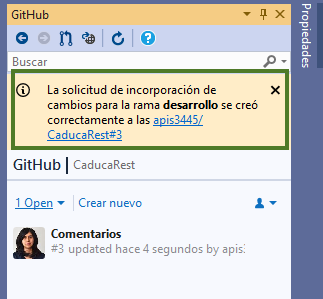 GitHub
Propiedades
Buscar
La solicitud de incorporación de
cambios para la rama desarrollo se creó
correctamente a las apis3445/
CaducaRest#3
GitHub | CaducaRest
1 Open Crear nuevo
Comentarios
#3 updated hace 4 segundos by apis3